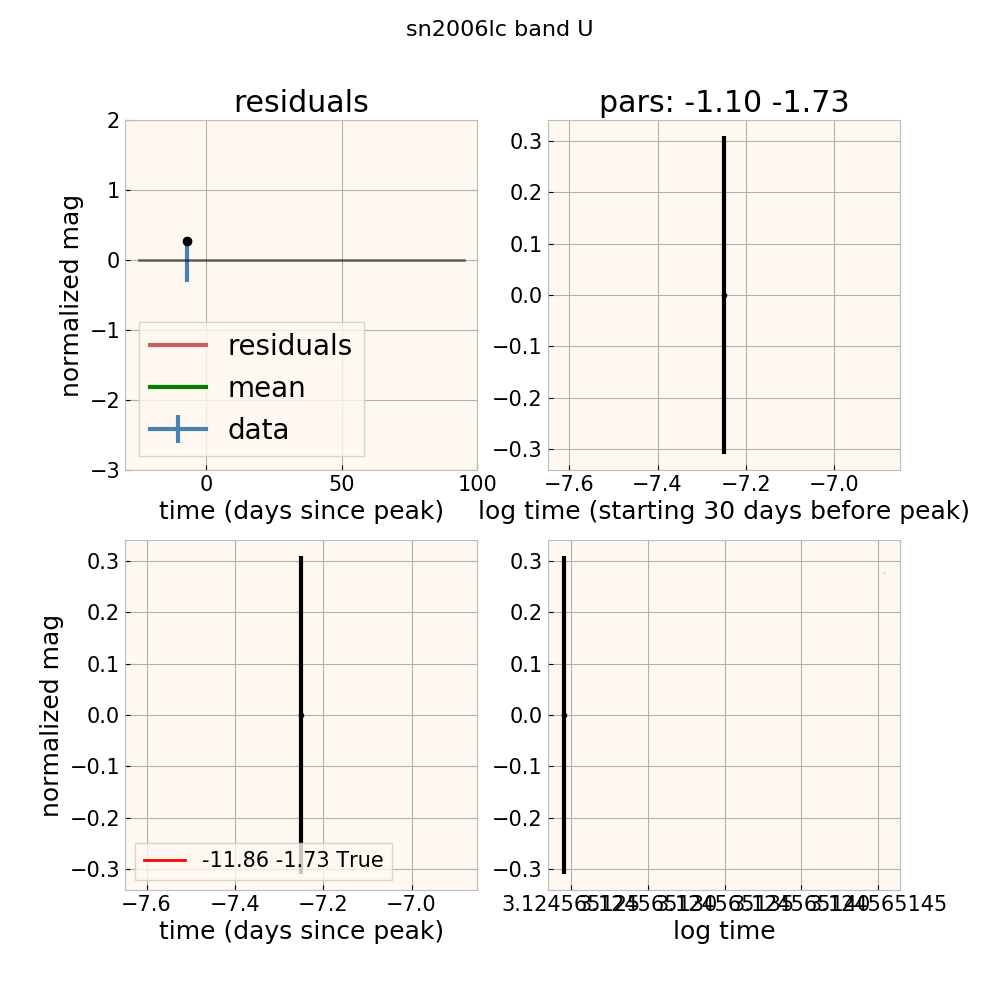 sn2006lc band U
residuals
pars: -1.10 -1.73
normalized mag
2
1
0
−1
−2
−3
residuals
mean
data
0
50
100
time (days since peak)
0.3
0.2
0.1
0.0
−0.1
−0.2
−0.3
−7.6
−7.4
−7.2
−7.0
log time (starting 30 days before peak)
normalized mag
0.3
0.2
0.1
0.0
−0.1
−0.2
−0.3
-11.86 -1.73 True
−7.6
−7.4
−7.2
−7.0
time (days since peak)
0.3
0.2
0.1
0.0
−0.1
−0.2
−0.3
log time